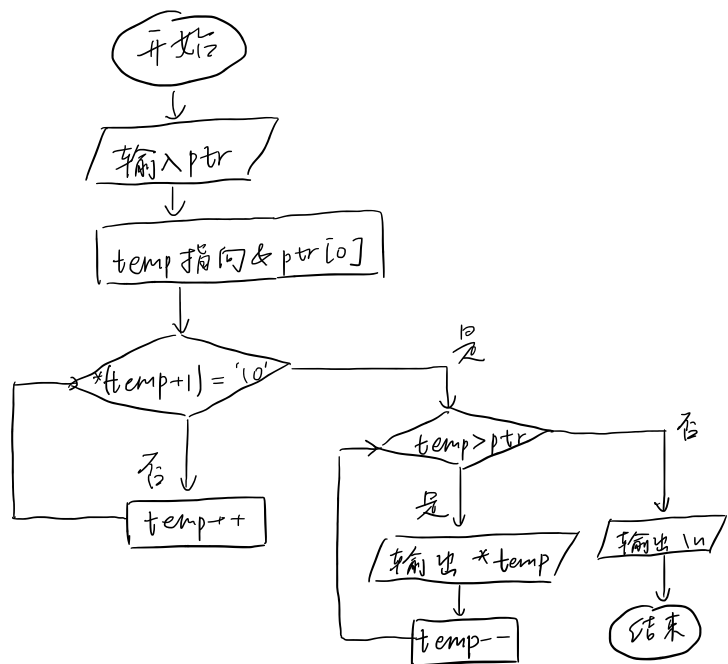 开始
输入ptr
temp指向&ptr[0]
*(temp+1)='\0'
是
否
temp++
temp>ptr
否
是
输出 *temp
输出 \n
temp--
结束